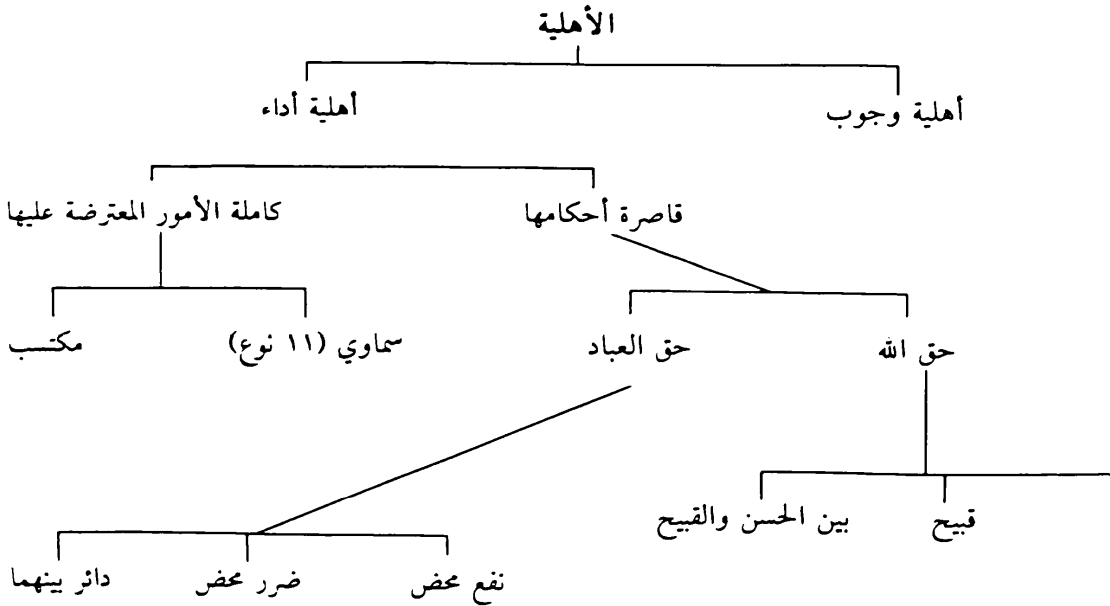 الأهلية
أهلية وجوب
أهلية أداء
قاصرة أحكامها
كاملة الأمور المعترضة عليها
حق الله
حق العباد
سماوي (١١ نوع)
مكتسب
قبيح
بين الحسن والقبيح
نفع محض
ضرر محض
دائر بينهما